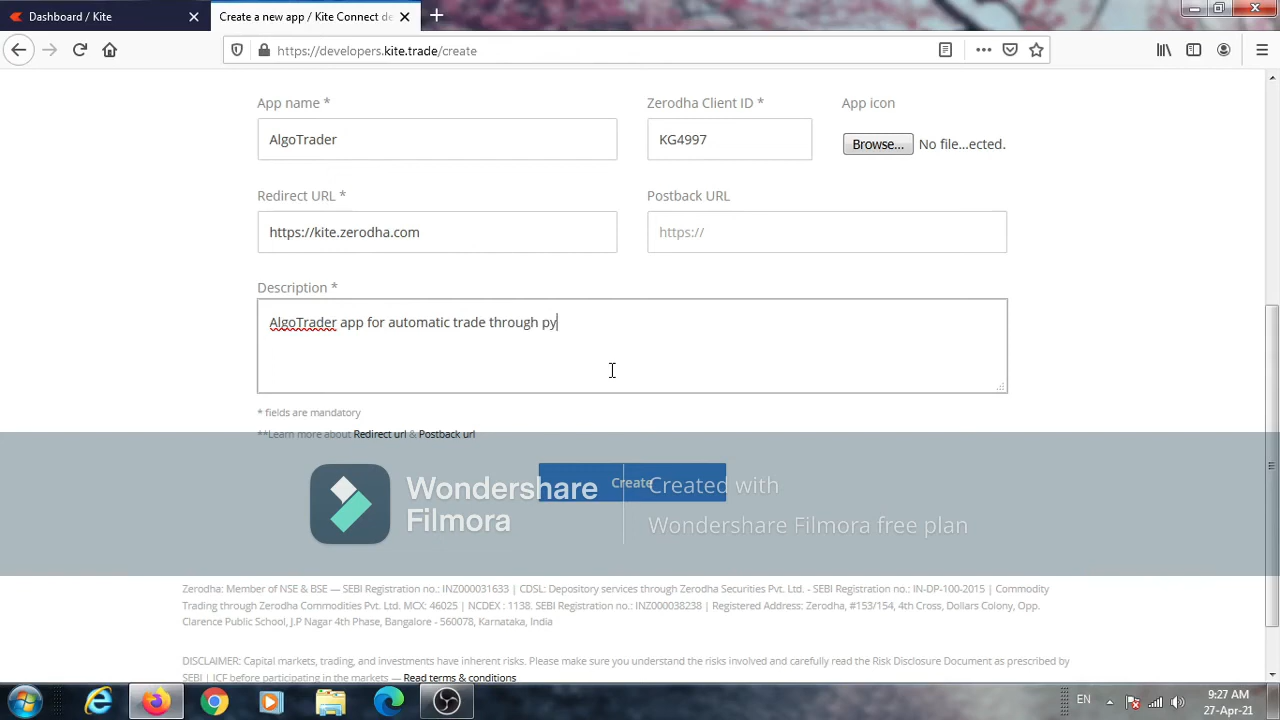 Dashboard / Kite
Create a new app / Kite Connect de
https://developers.kite.trade/create
App name *
Zerodha Client ID *
App icon
AlgoTrader
KG4997
Browse...
No file...ected.
Redirect URL *
Postback URL
https://kite.zerodha.com
https://
Description *
AlgoTrader app for automatic trade through py
* fields are mandatory
**Learn more about Redirect url & Postback url
Create
Wondershare
Filmora
Created with
Wondershare Filmora free plan
Zerodha: Member of NSE & BSE — SEBI Registration no.: INZ000031633 | CDSL: Depository services through Zerodha Securities Pvt. Ltd. - SEBI Registration no.: IN-DP-100-2015 | Commodity
Trading through Zerodha Commodities Pvt. Ltd. MCX: 46025 | NCDEX : 1138. SEBI Registration no.: INZ000038238 | Registered Address: Zerodha, #153/154, 4th Cross, Dollars Colony, Opp.
Clarence Public School, J.P Nagar 4th Phase, Bangalore - 560078, Karnataka, India
DISCLAIMER: Capital markets, trading, and investments have inherent risks. Please make sure you understand the risks involved and carefully read the Risk Disclosure Document as prescribed by
SEBI | ICF before participating in the markets — Read terms & conditions
EN
9:27 AM
27-Apr-21